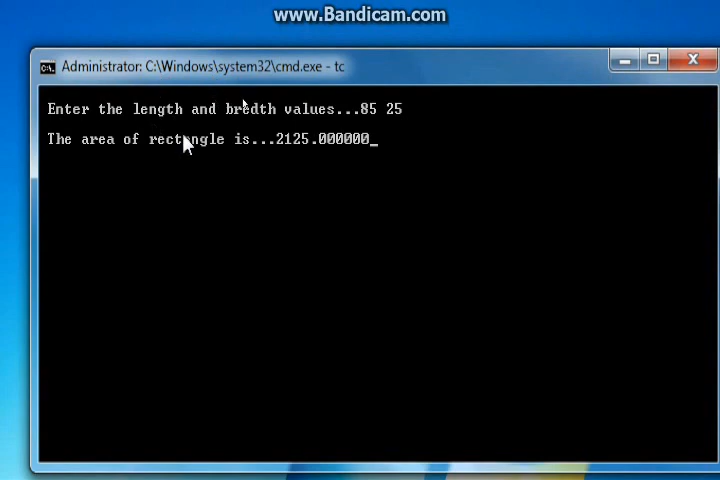 www.Bandicam.com
Administrator: C:\Windows\system32\cmd.exe - tc
Enter the length and bredth values...85 25
The area of rectangle is...2125.000000_